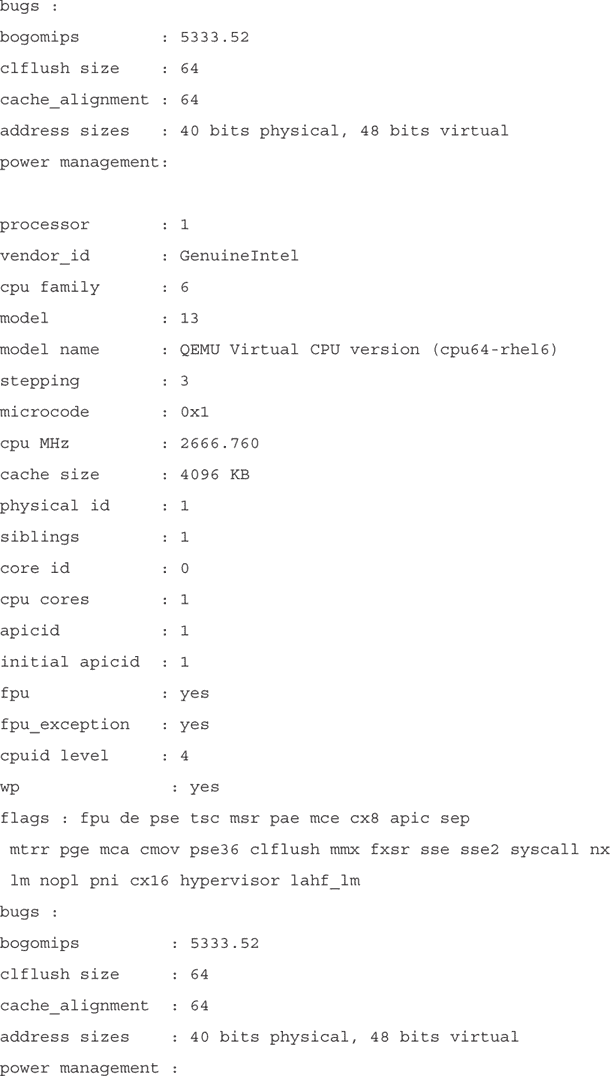 bugs :
bogomips        : 5333.52
clflush size    : 64
cache_alignment : 64
address sizes   : 40 bits physical, 48 bits virtual
power management:

processor       : 1
vendor_id       : GenuineIntel
cpu family      : 6
model           : 13
model name      : QEMU Virtual CPU version (cpu64-rhel6)
stepping        : 3
microcode       : 0x1
cpu MHz         : 2666.760
cache size      : 4096 KB
physical id     : 1
siblings        : 1
core id         : 0
cpu cores       : 1
apicid          : 1
initial apicid  : 1
fpu             : yes
fpu_exception   : yes
cpuid level     : 4
wp               : yes
flags : fpu de pse tsc msr pae mce cx8 apic sep
 mtrr pge mca cmov pse36 clflush mmx fxsr sse sse2 syscall nx
 lm nopl pni cx16 hypervisor lahf_lm
bugs :
bogomips         : 5333.52
clflush size     : 64
cache_alignment  : 64
address sizes    : 40 bits physical, 48 bits virtual
power management :